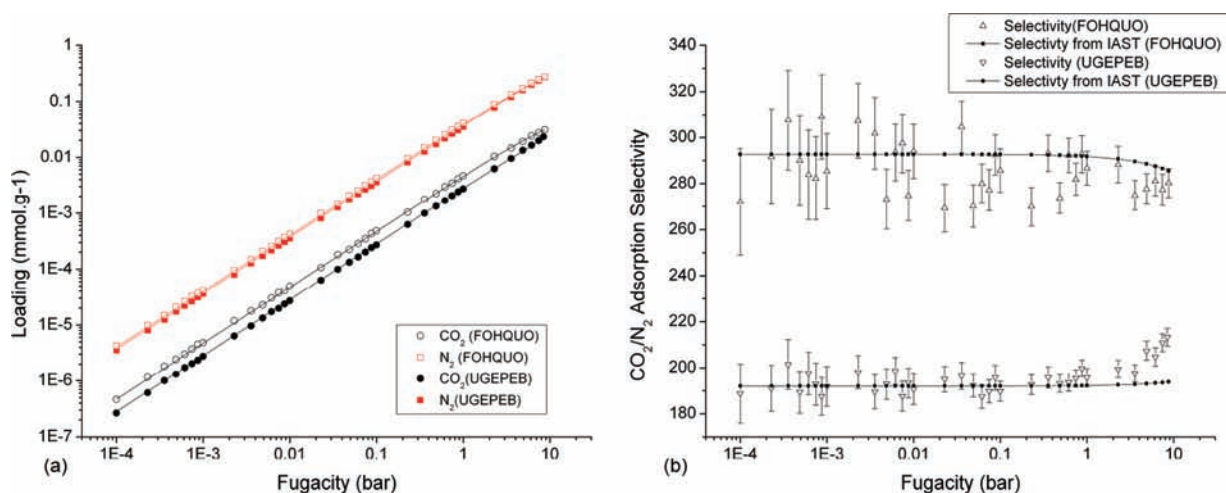 1
0.1
0.01
1E-3
1E-4
1E-5
1E-6
1E-7
Loading (mmol.g-1)
CO2 (FOHQUO)
N2 (FOHQUO)
CO2(UGEPEB)
N2(UGEPEB)
1E-4 1E-3 0.01 0.1 1 10
(a)
Fugacity (bar)
Selectivity(FOHQUO)
Selectivty from IAST (FOHQUO)
Selectivity (UGEPEB)
Selectivty from IAST (UGEPEB)
340
320
300
280
260
240
220
200
180
CO2/N2 Adsorption Selectivity
1E-4 1E-3 0.01 0.1 1 10
(b)
Fugacity (bar)